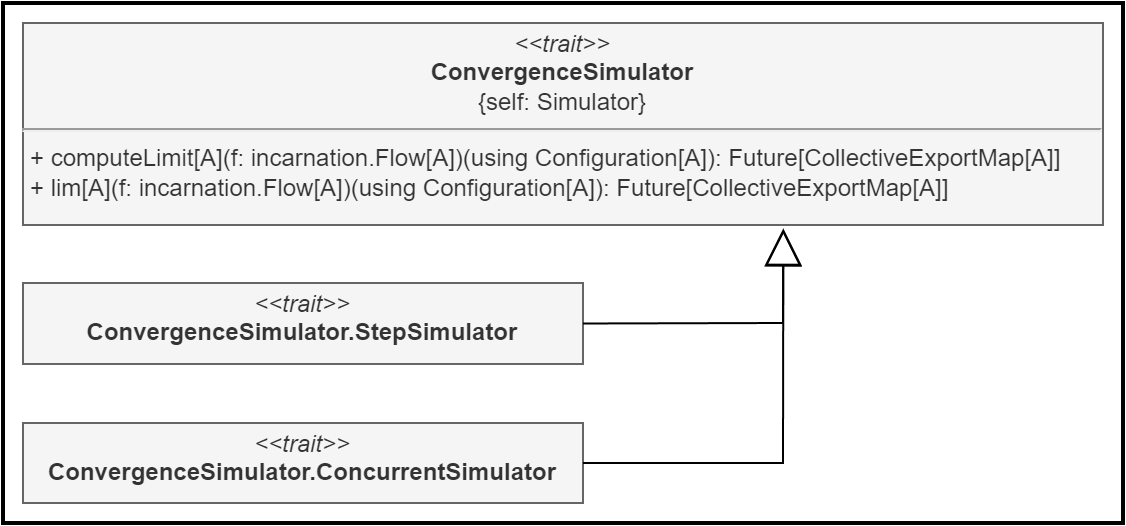 <<trait>>
ConvergenceSimulator
{self: Simulator}
+ computeLimit[A](f: incarnation.Flow[A])(using Configuration[A]): Future[CollectiveExportMap[A]]
+ lim[A](f: incarnation.Flow[A])(using Configuration[A]): Future[CollectiveExportMap[A]]
<<trait>>
ConvergenceSimulator.StepSimulator
<<trait>>
ConvergenceSimulator.ConcurrentSimulator